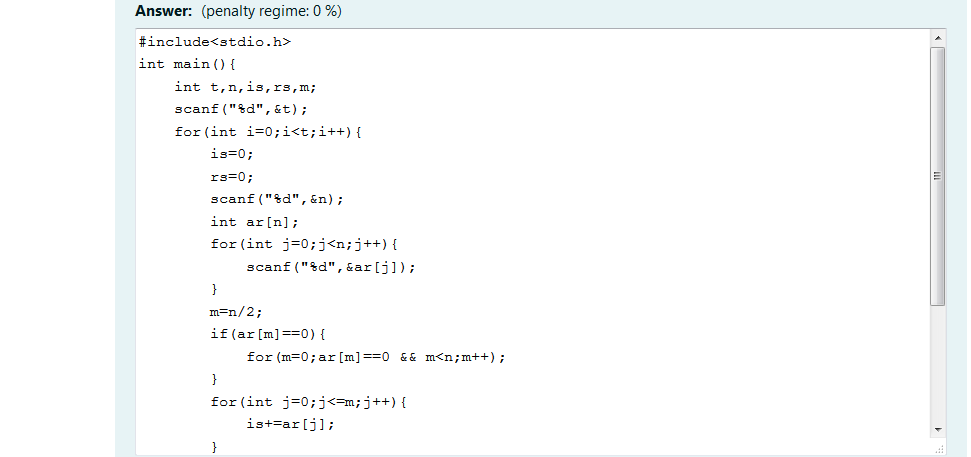 Answer: (penalty regime: 0 %)
#include<stdio.h>
int main(){
    int t,n,is,rs,m;
    scanf("%d",&t);
    for(int i=0;i<t;i++){
        is=0;
        rs=0;
        scanf("%d",&n);
        int ar[n];
        for(int j=0;j<n;j++){
            scanf("%d",&ar[j]);
        }
        m=n/2;
        if(ar[m]==0){
            for(m=0;ar[m]==0 && m<n;m++);
        }
        for(int j=0;j<=m;j++){
            is+=ar[j];
        }